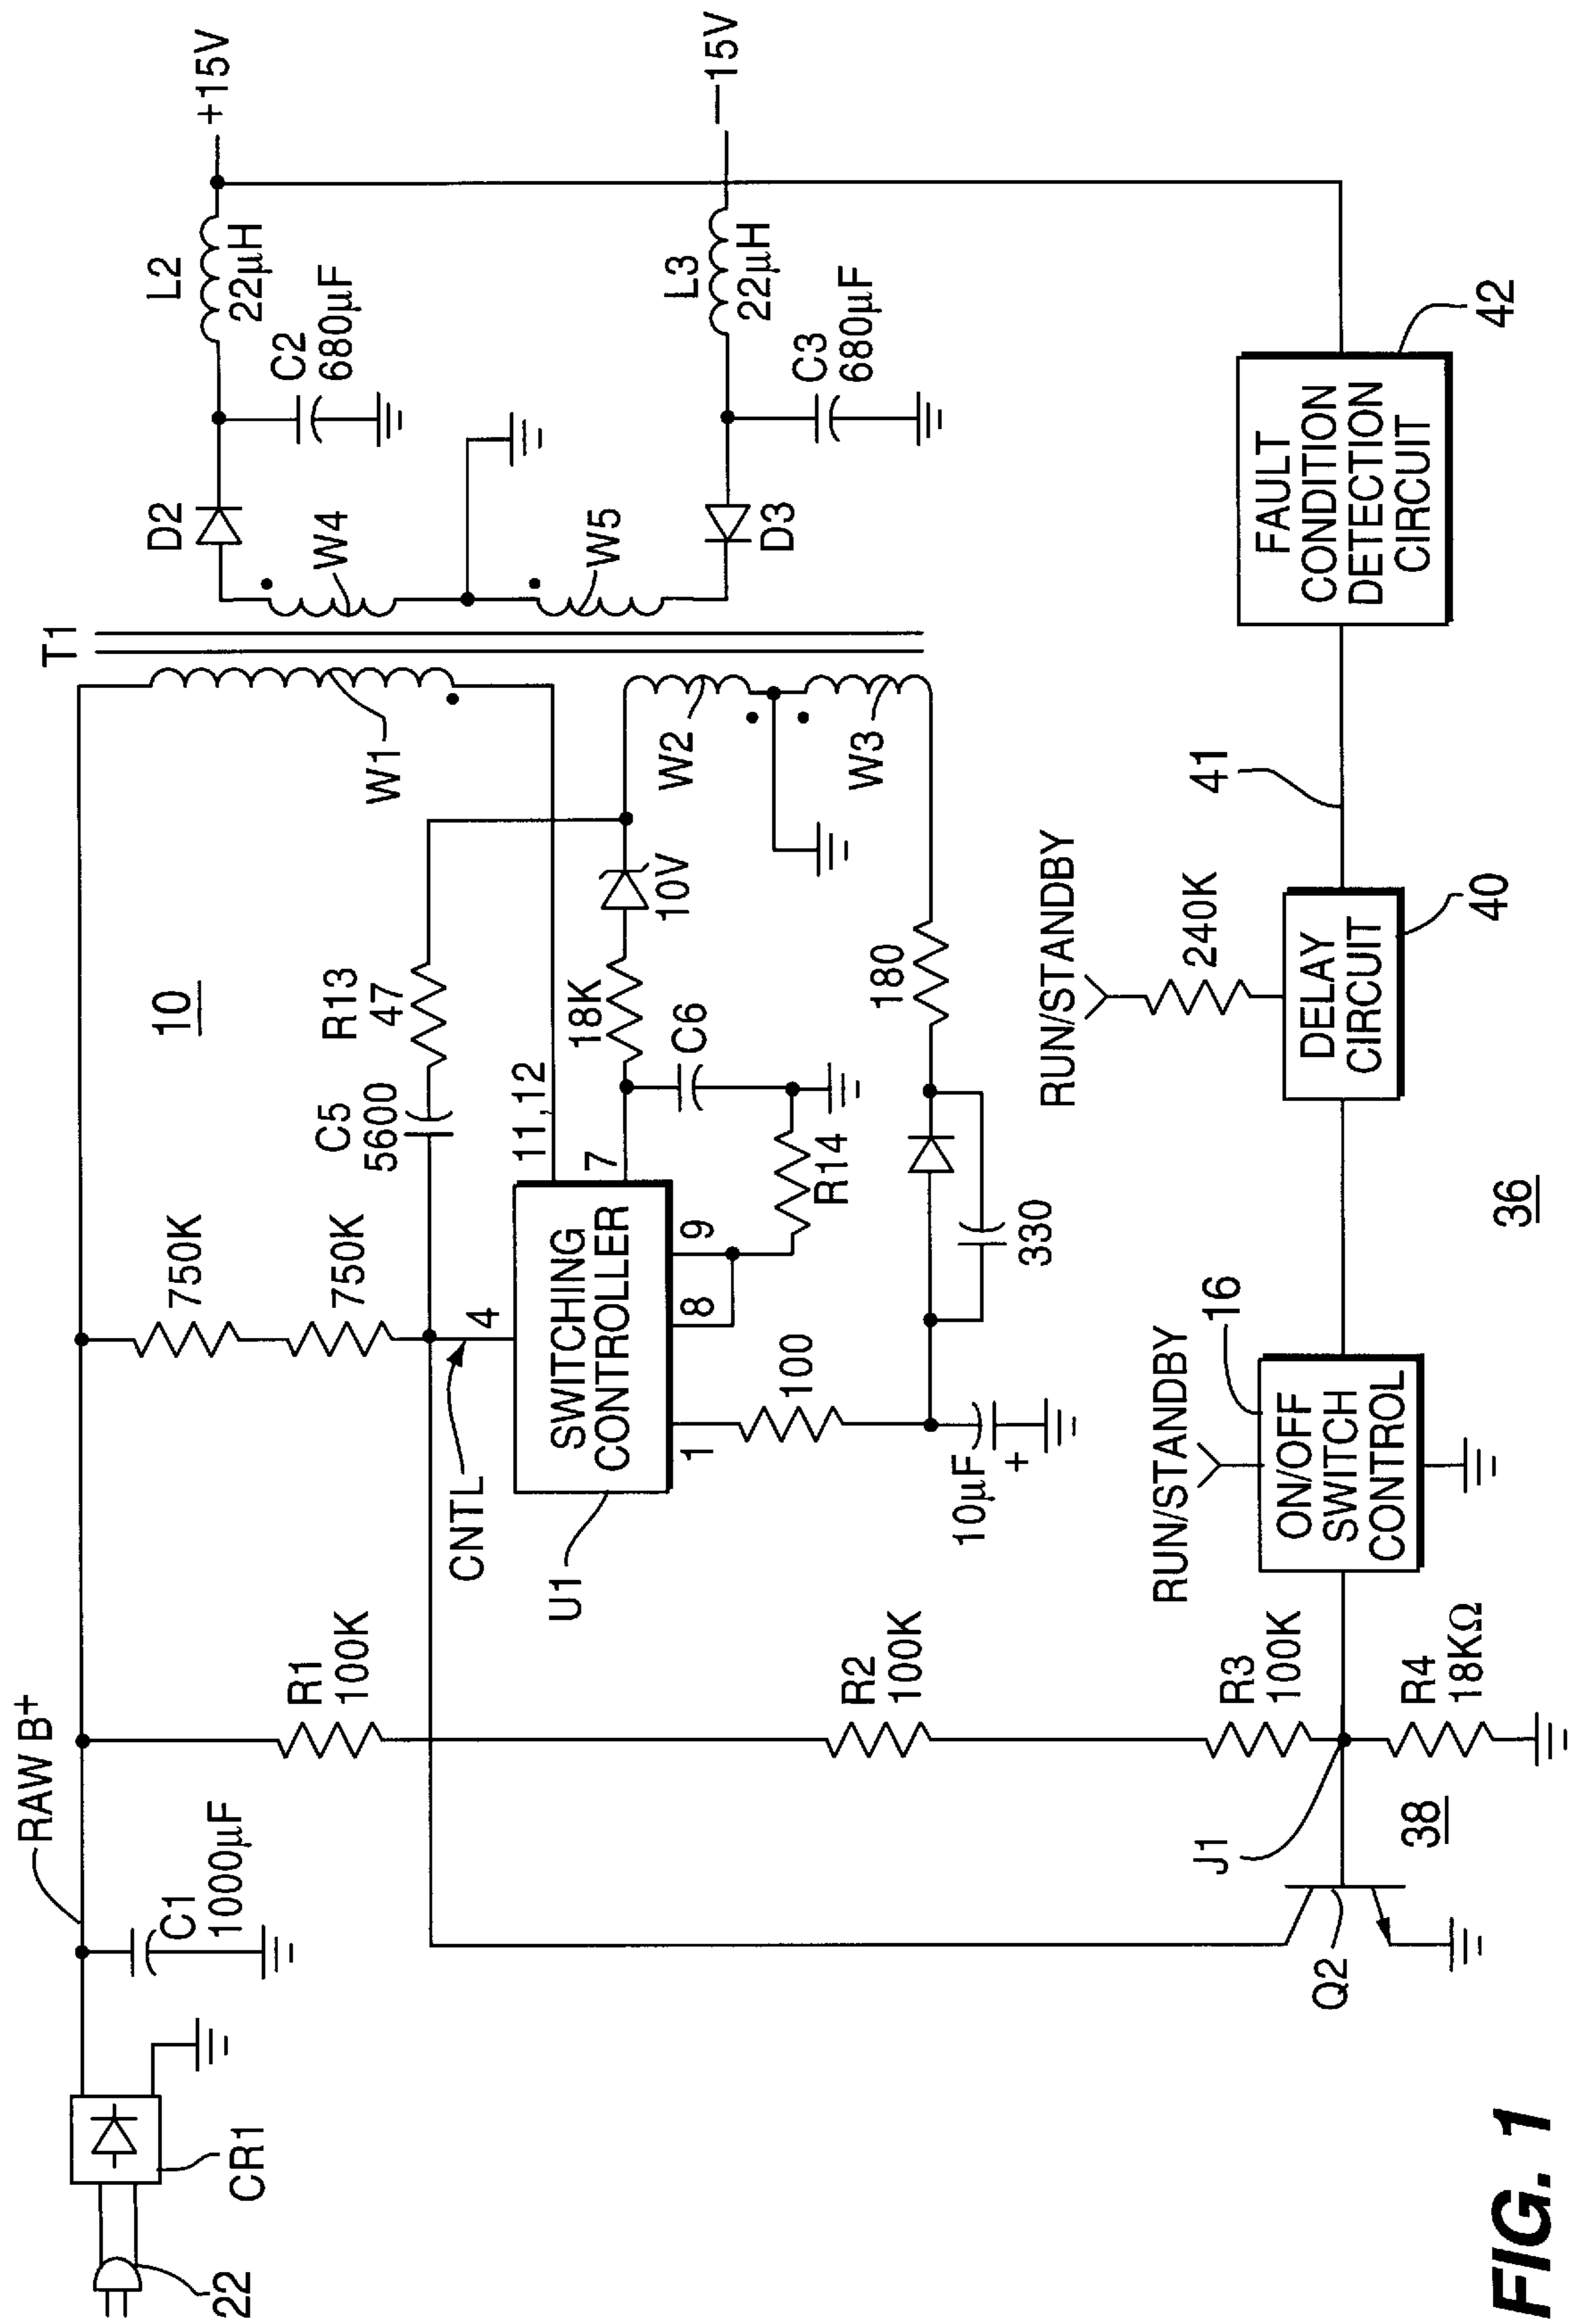 T1
+15V
−15V
L2
22µH
C2
680µF
D2
W4
W5
L3
22µH
C3
680µF
D3
W1
W2
W3
10
R13
47
C5
5600
750K
750K
11,12
7
18K
10V
C6
R14
180
330
4
9
8
1
SWITCHING
CONTROLLER
CNTL
U1
100
10µF
+
RAW B+
C1
1000µF
CR1
22
R1
100K
R2
100K
R3
100K
R4
18KΩ
J1
Q2
38
RUN/STANDBY
16
ON/OFF
SWITCH
CONTROL
RUN/STANDBY
240K
DELAY
CIRCUIT
40
41
FAULT
CONDITION
DETECTION
CIRCUIT
42
36
FIG. 1